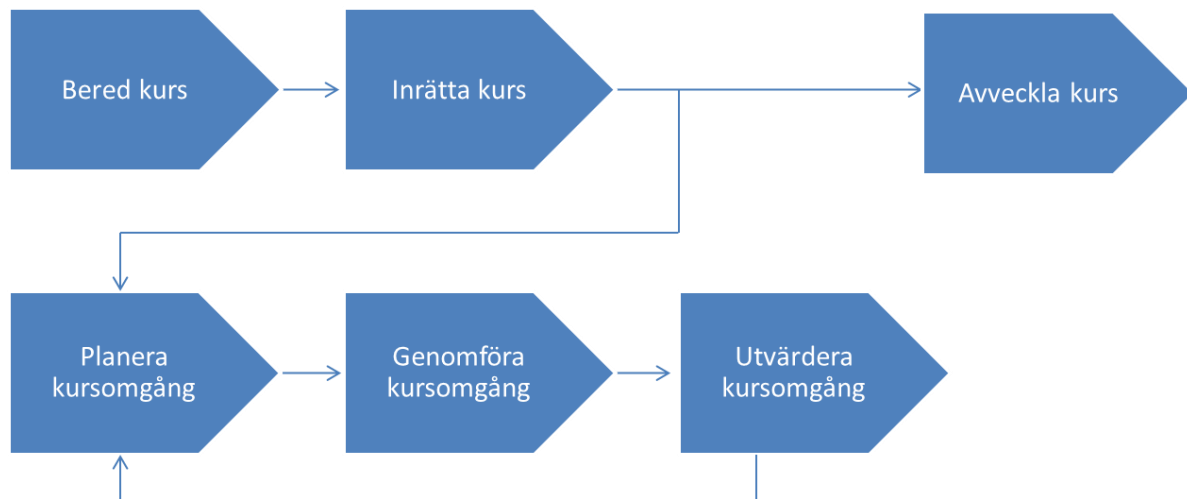 Bered kurs
Inrätta kurs
Avveckla kurs
Planera
kursomgång
Genomföra
kursomgång
Utvärdera
kursomgång